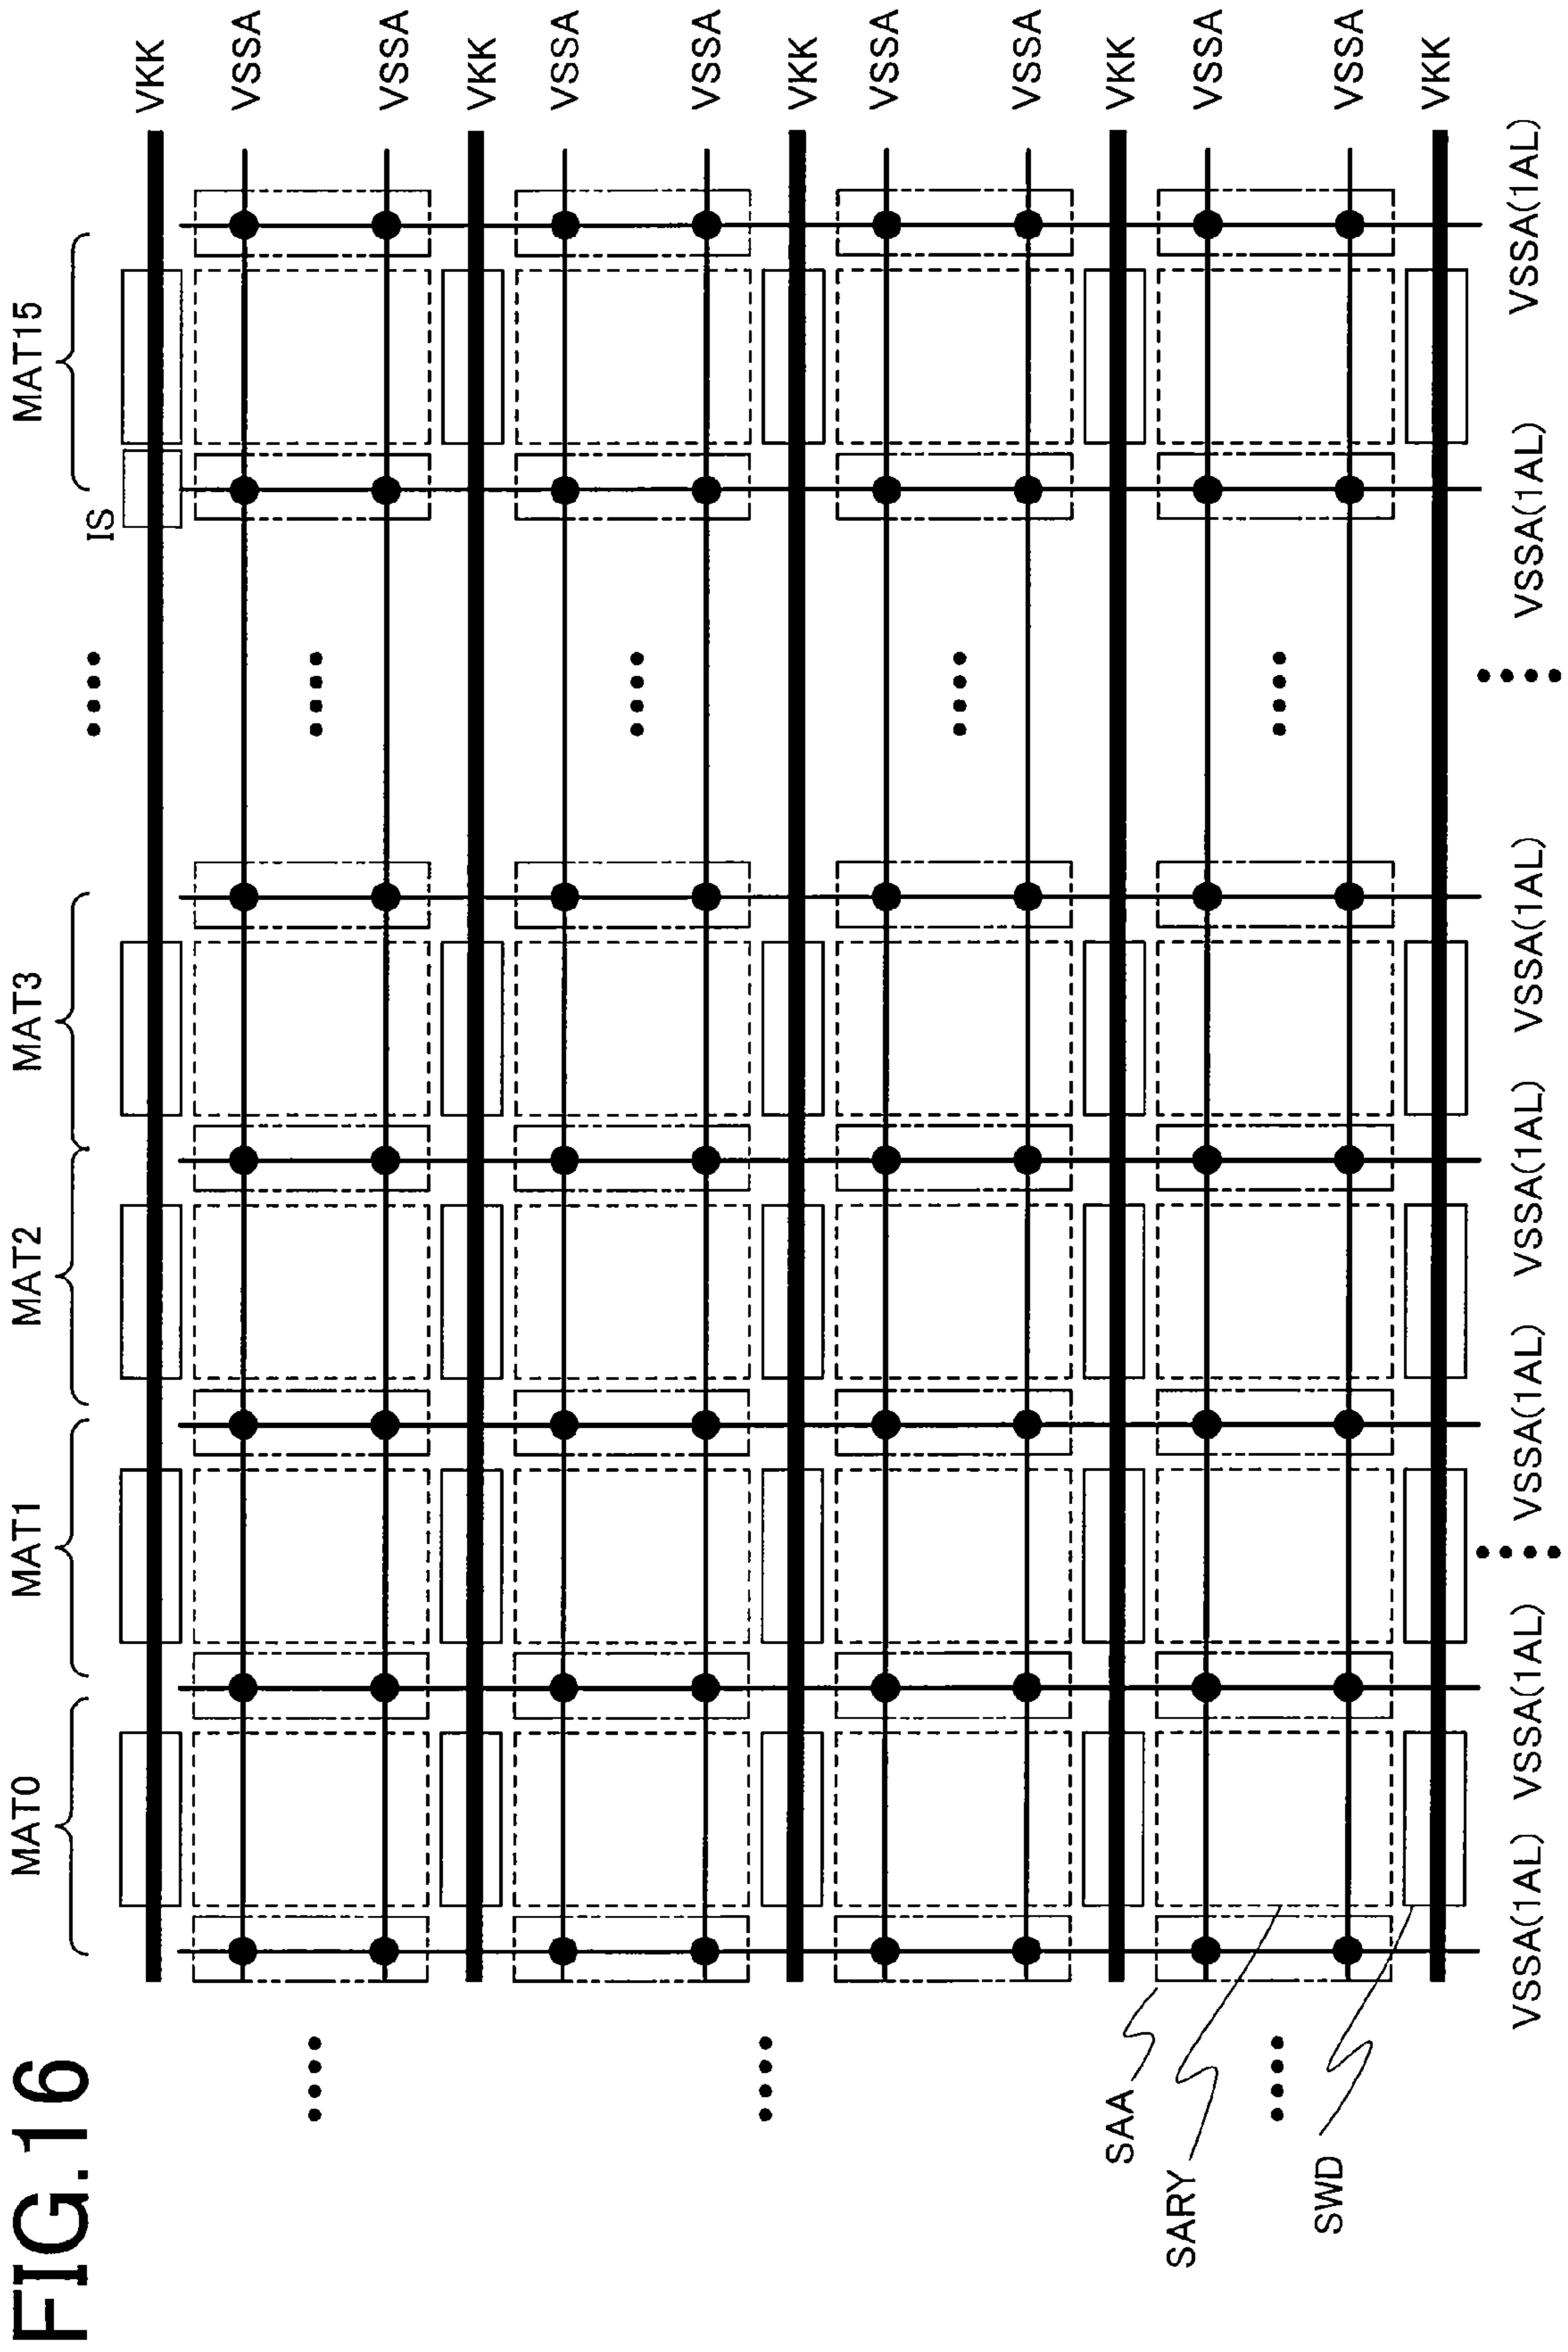 FIG.16
MAT0 MAT1 MAT2 MAT3 MAT15
IS
VKK
VSSA
VSSA
VKK
VSSA
VSSA
VKK
VSSA
VSSA
VKK
VSSA
VSSA
VKK
SAA
SARY
SWD
VSSA(1AL) VSSA(1AL) VSSA(1AL) VSSA(1AL) VSSA(1AL) VSSA(1AL) VSSA(1AL)